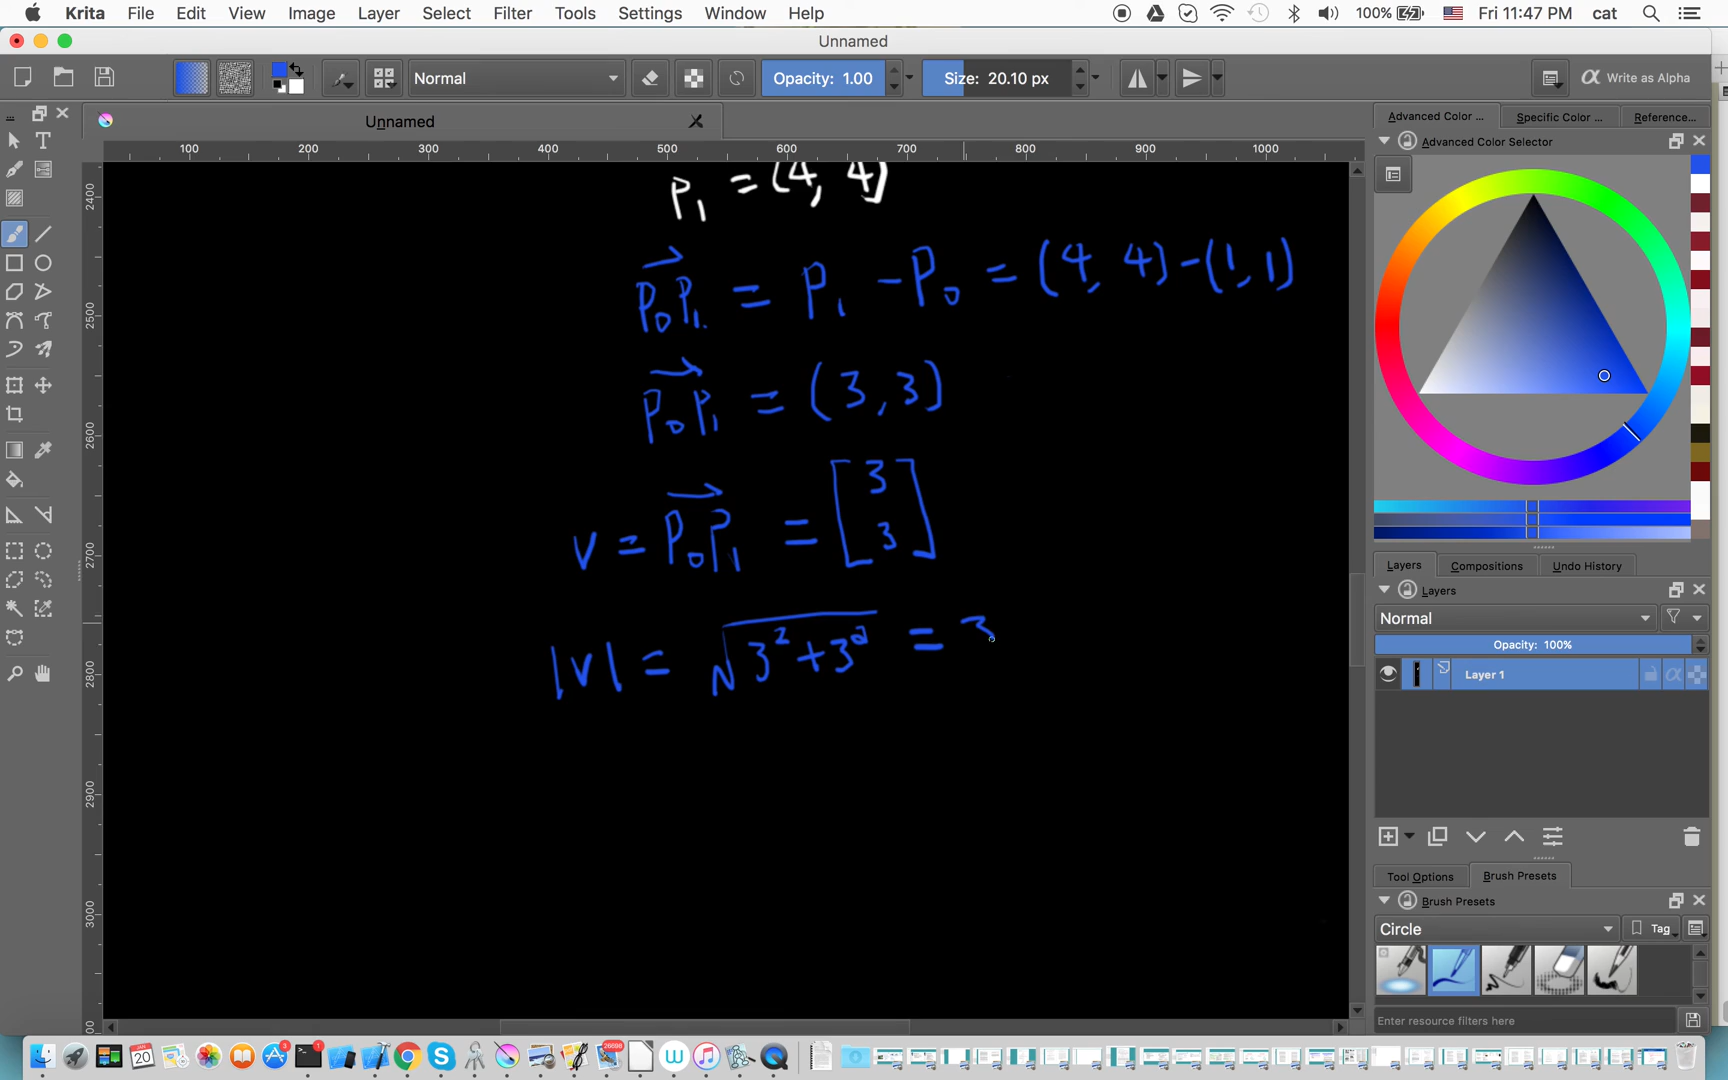 Krita File Edit View Image Layer Select Filter Tools Settings Window Help 100% Fri 11:47 PM cat
Unnamed
Normal Opacity: 1.00 Size: 20.10 px Write as Alpha
Unnamed
Advanced Color ... Specific Color ... Reference...
Advanced Color Selector
100 200 300 400 500 600 700 800 900 1000
2400 2500 2600 2700 2800 2900 3000
P₁ = (4, 4)
P₀P₁ = P₁ - P₀ = (4, 4) - (1, 1)
P₀P₁ = (3, 3)
v = P₀P₁ = [3 3]
|v| = √3² + 3² = 3
Layers Compositions Undo History
Layers
Normal
Opacity: 100%
Layer 1
Tool Options Brush Presets
Brush Presets
Circle Tag
Enter resource filters here
JAN 20
3
1
26698